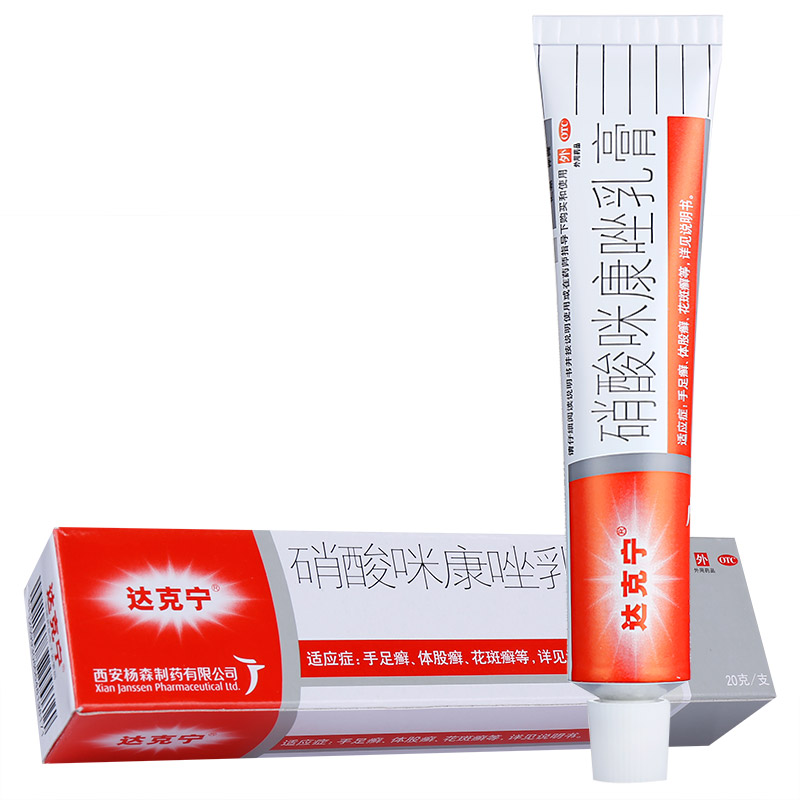 请仔细阅读说明书并按说明使用或在药师指导下购买和使用
外
外用药品
OTC
硝酸咪康唑乳膏
适应症：手足癣、体股癣、花斑癣等，详见说明书。
达克宁®
达克宁®
西安杨森制药有限公司
Xian Janssen Pharmaceutical Ltd.
硝酸咪康唑乳
适应症：手足癣、体股癣、花斑癣等，详见
外
外用药品
OTC
20克/支
达克宁®
适应症：手足癣、体股癣、花斑癣等，详见说明书。